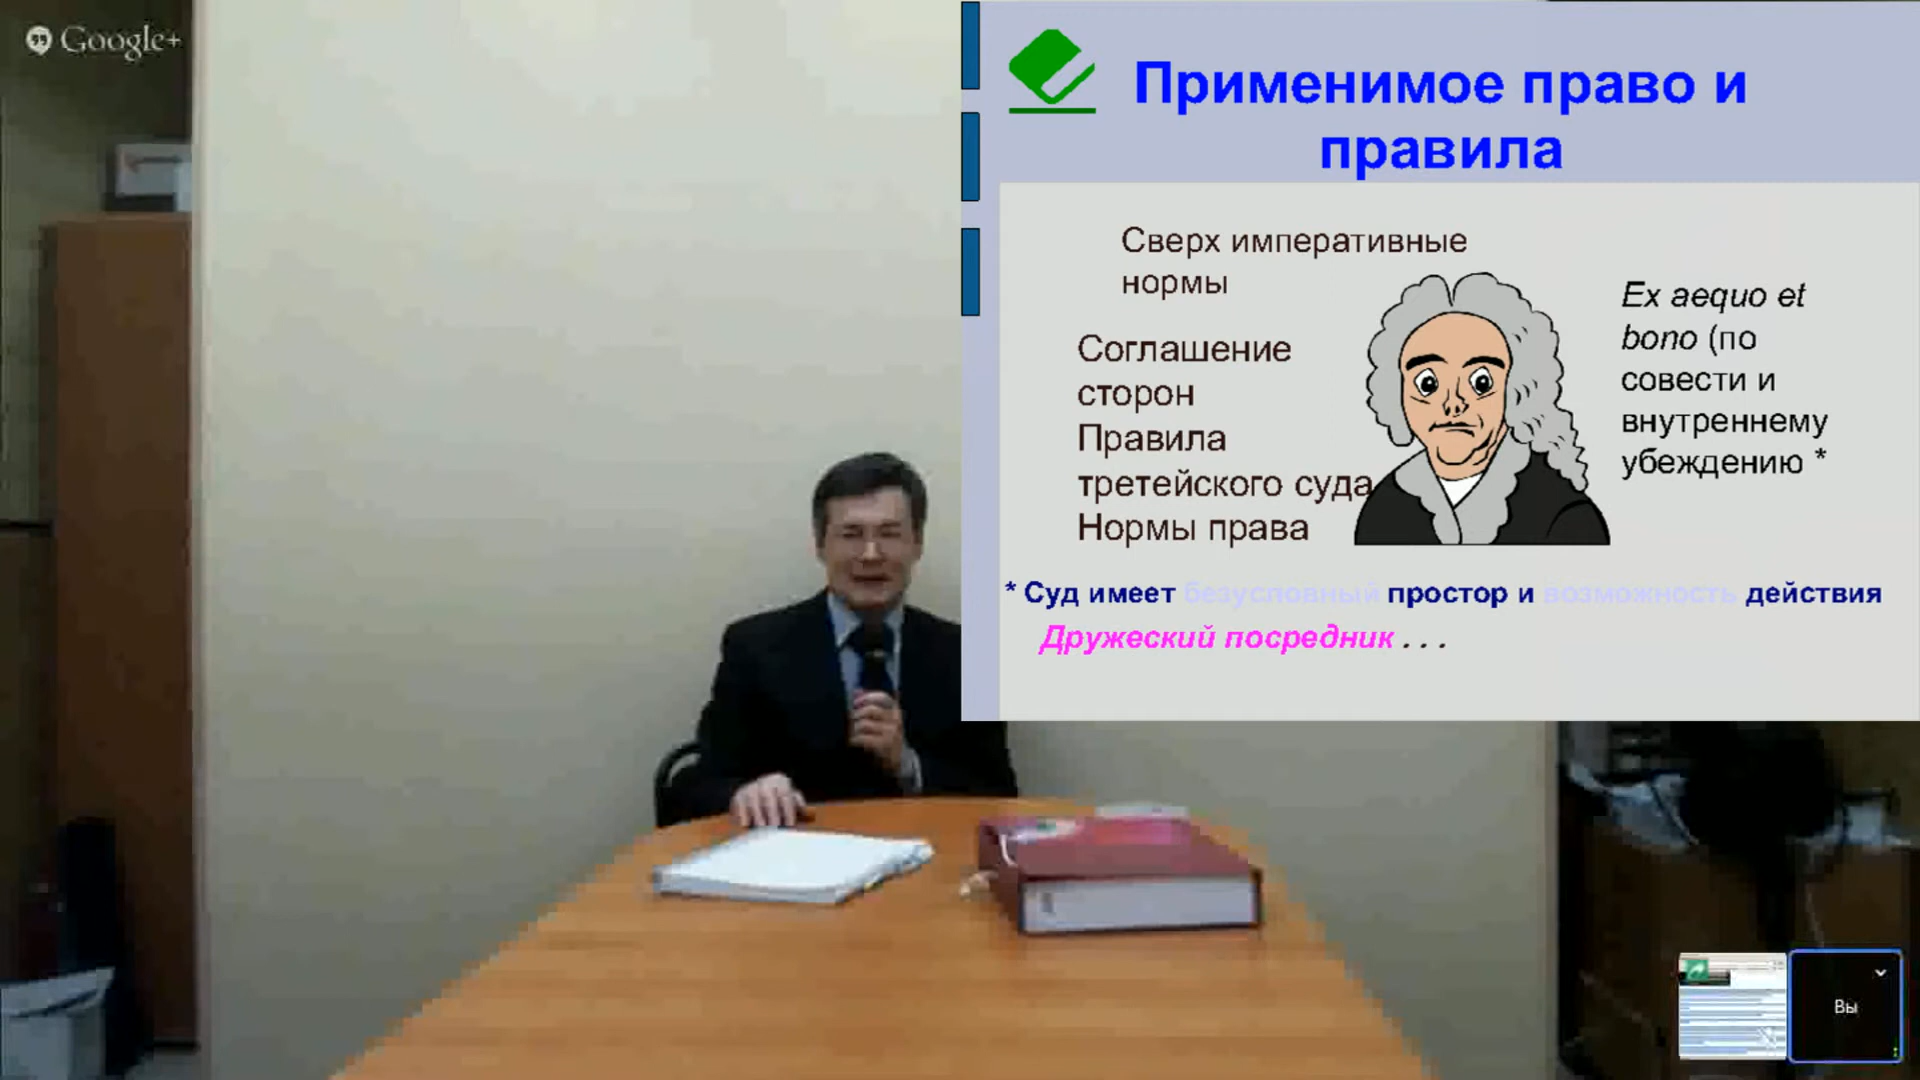 Google+
Применимое право и
правила
Сверх императивные
нормы
Соглашение
сторон
Правила
третейского суда
Нормы права
Ex aequo et
bono (по
совести и
внутреннему
убеждению *
* Суд имеет безусловный простор и возможность действия
Дружеский посредник . . .
Вы